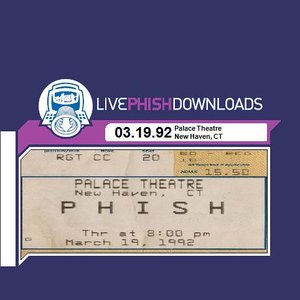 LIVEPHISHDOWNLOADS
03.19.92 Palace Theatre
New Haven, CT
RGT CC 20
ADMIS 15.50
PALACE THEATRE
New Haven, CT
PHISH
Thr at 8:00 pm
March 19, 1992